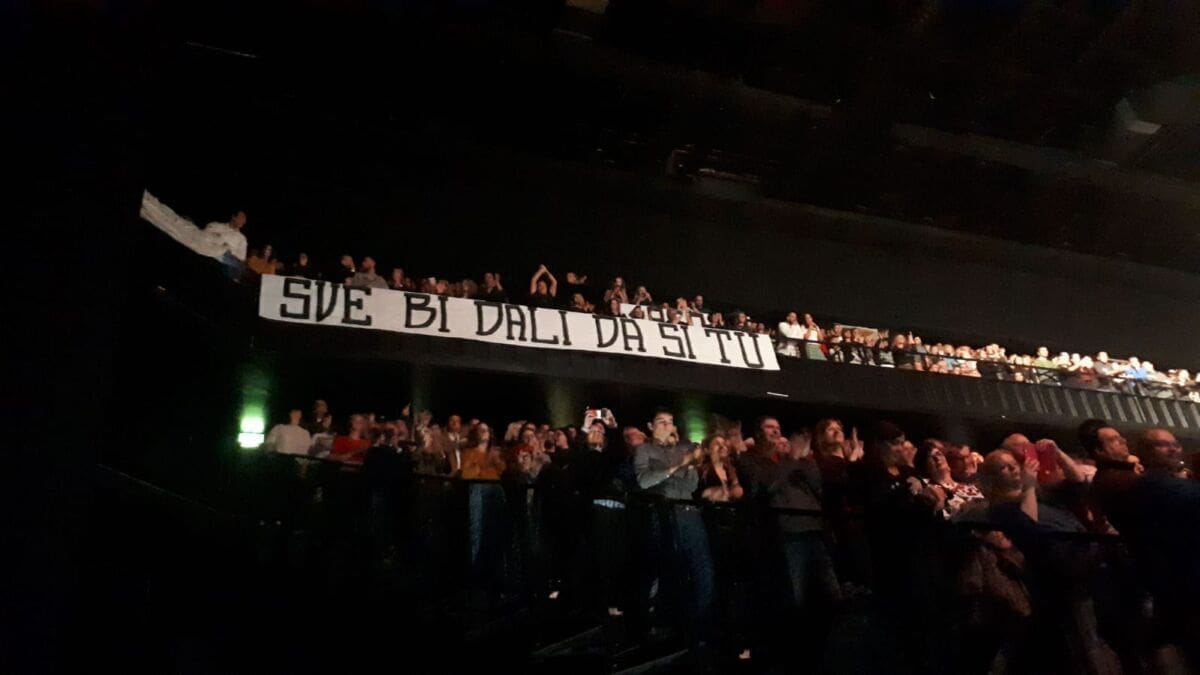 SVE BI DALI DA SI TU